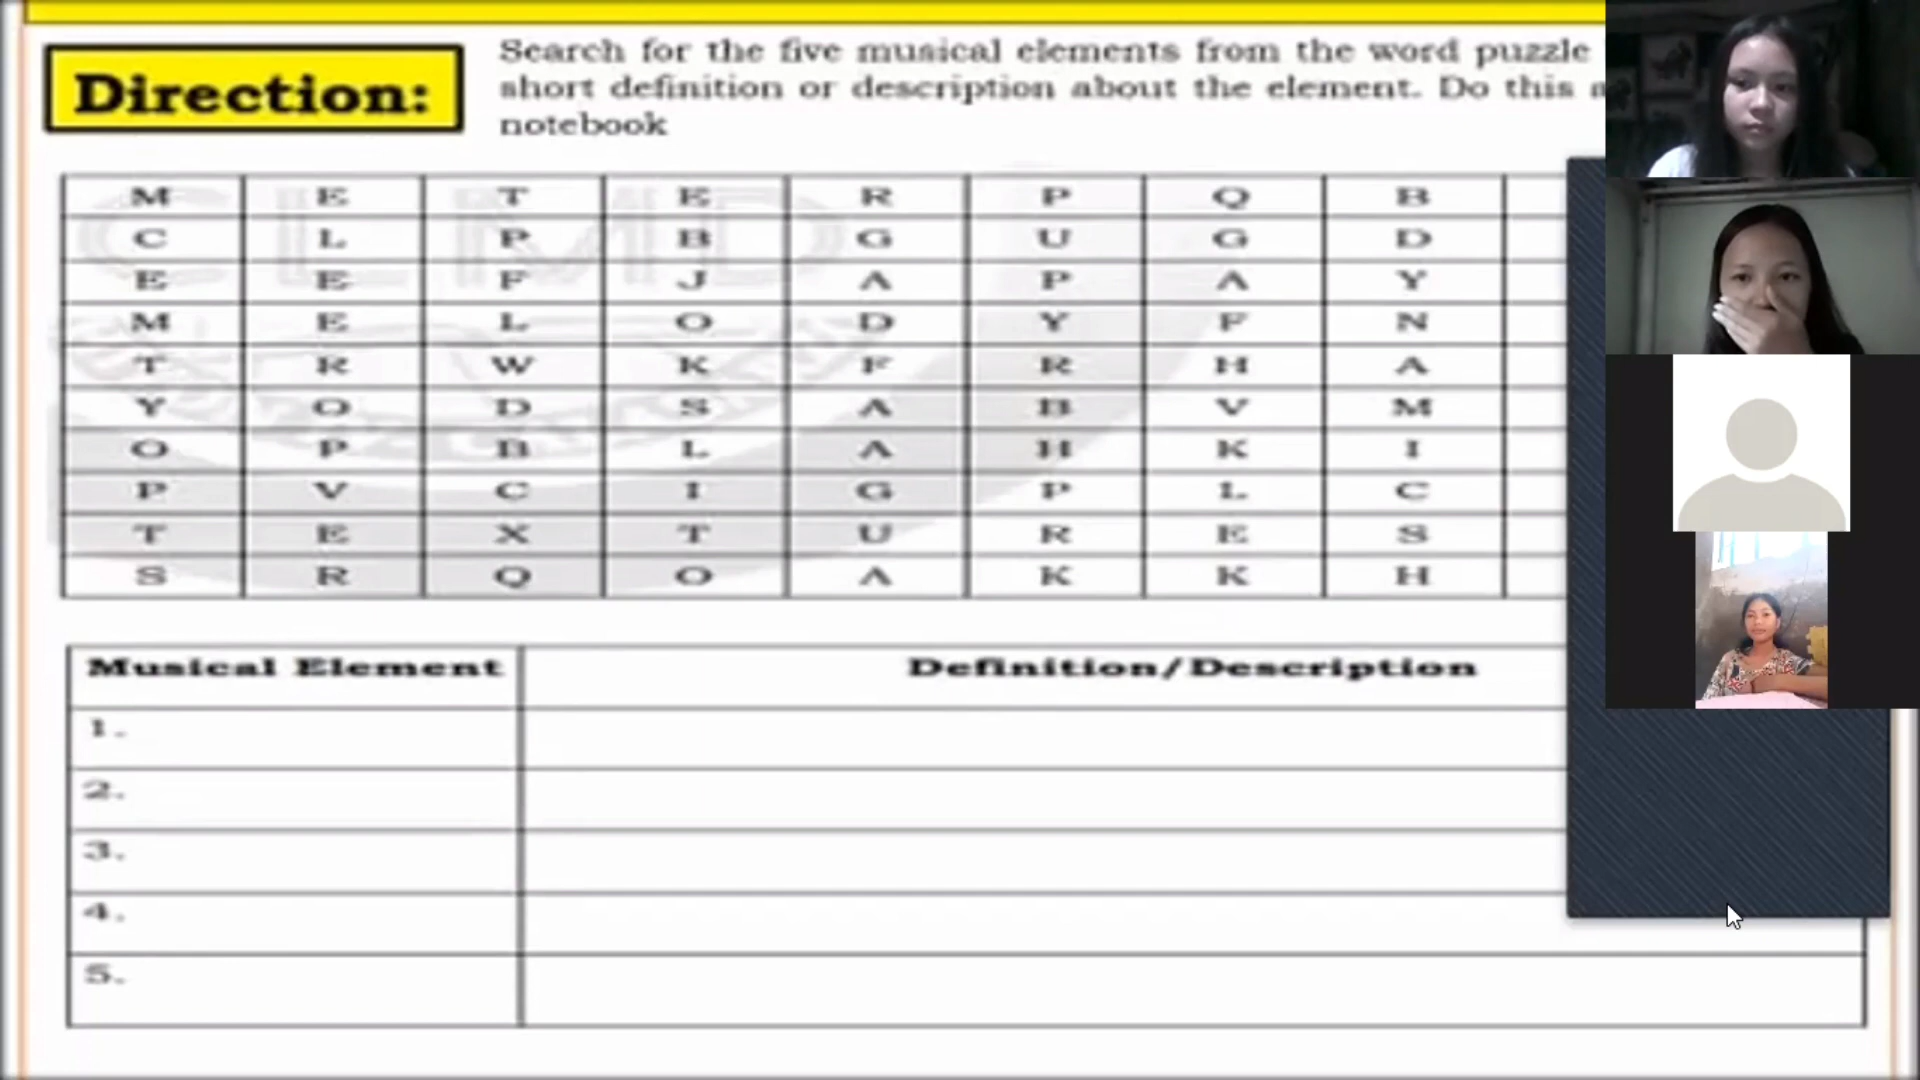 Direction:
Search for the five musical elements from the word puzzle
short definition or description about the element. Do this
notebook
M E T E R P Q B
C L P B G U G D
E E F J A P A Y
M E L O D Y F N
T R W K F R H A
Y O D S A B V M
O P B L A H K I
P V C I G P L C
T E X T U R E S
S R Q O A K K H
Musical Element Definition/Description
1.
2.
3.
4.
5.